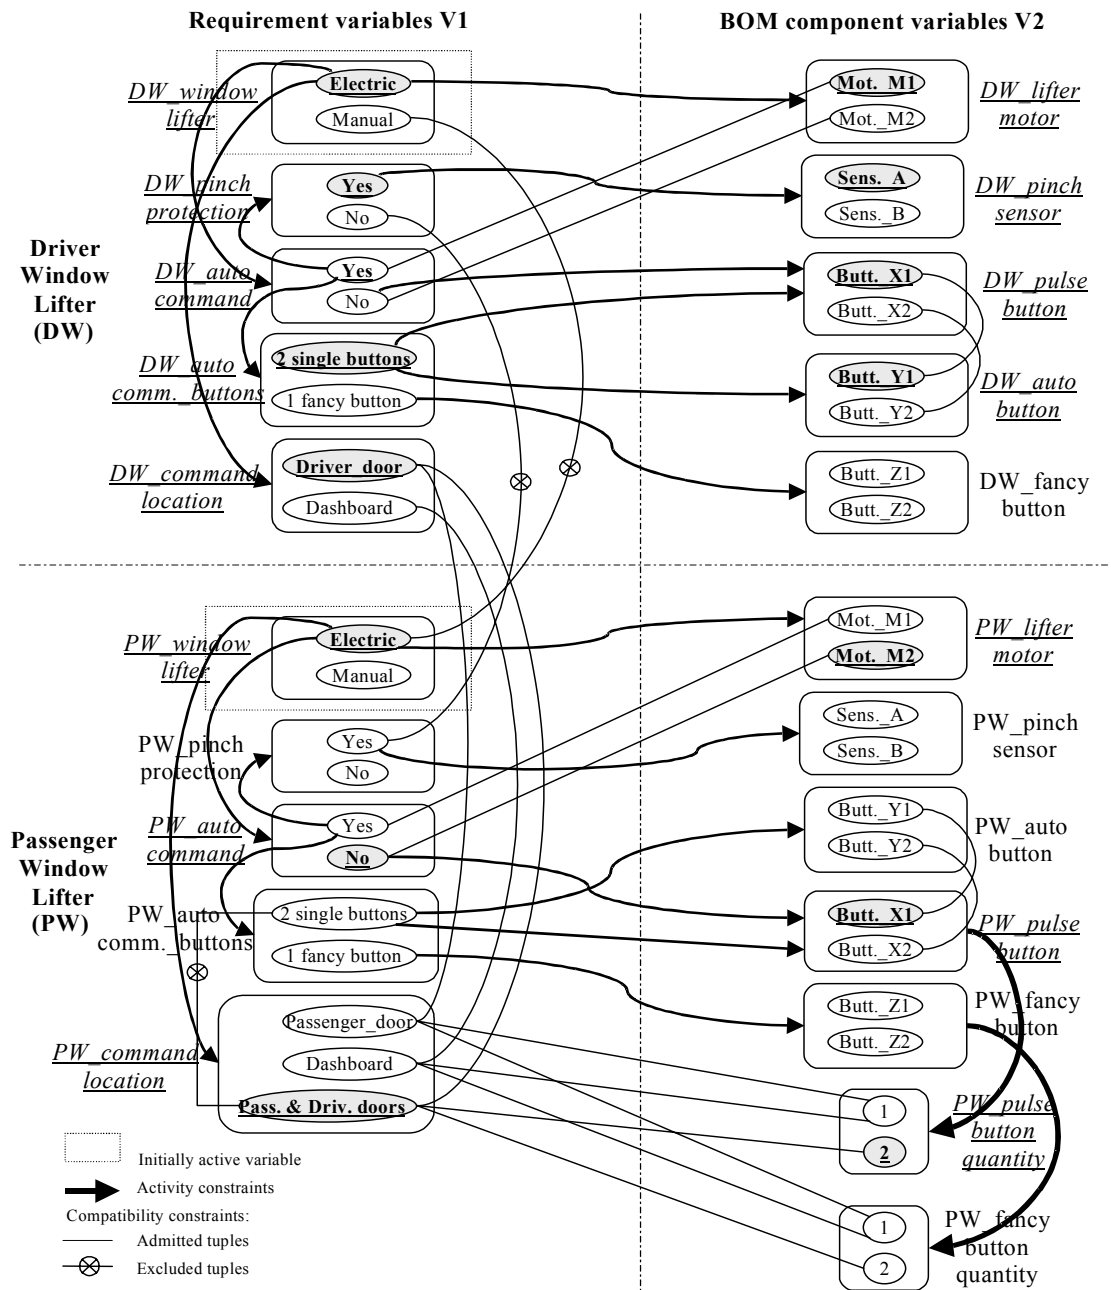 Requirement variables V1
BOM component variables V2
DW_window
lifter
Electric
Manual
Mot._M1
Mot._M2
DW_lifter
motor
DW_pinch
protection
Yes
No
Sens._A
Sens._B
DW_pinch
sensor
Driver
Window
Lifter
(DW)
DW_auto
command
Yes
No
Butt._X1
Butt._X2
DW_pulse
button
DW_auto
comm._buttons
2 single buttons
1 fancy button
Butt._Y1
Butt._Y2
DW_auto
button
DW_command
location
Driver_door
Dashboard
Butt._Z1
Butt._Z2
DW_fancy
button
PW_window
lifter
Electric
Manual
Mot._M1
Mot._M2
PW_lifter
motor
PW_pinch
protection
Yes
No
Sens._A
Sens._B
PW_pinch
sensor
Passenger
Window
Lifter
(PW)
PW_auto
command
Yes
No
Butt._Y1
Butt._Y2
PW_auto
button
PW_auto
comm._buttons
2 single buttons
1 fancy button
Butt._X1
Butt._X2
PW_pulse
button
Butt._Z1
Butt._Z2
PW_fancy
button
PW_command
location
Passenger_door
Dashboard
Pass. & Driv. doors
1
2
PW_pulse
button
quantity
1
2
PW_fancy
button
quantity
Initially active variable
Activity constraints
Compatibility constraints:
Admitted tuples
Excluded tuples